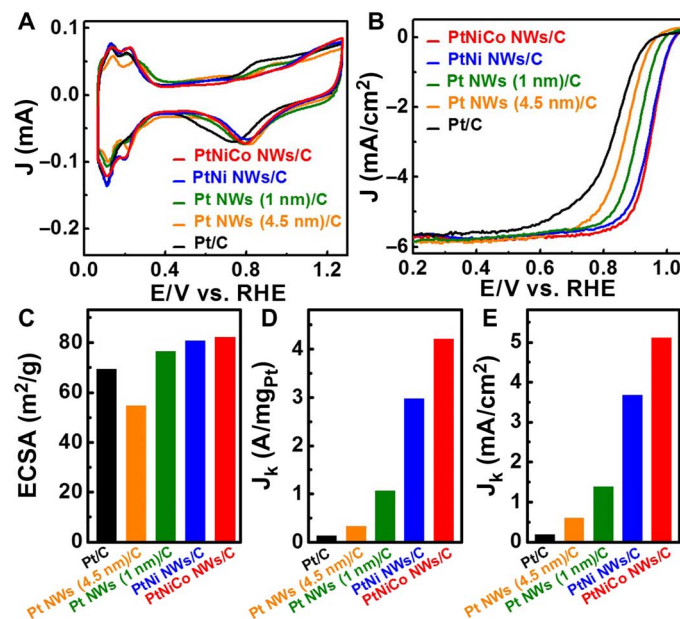 A
0.1
0.0
−0.1
−0.2
J (mA)
PtNiCo NWs/C
PtNi NWs/C
Pt NWs (1 nm)/C
Pt NWs (4.5 nm)/C
Pt/C
0.0 0.4 0.8 1.2
E/V vs. RHE
B
0
−2
−4
−6
J (mA/cm²)
PtNiCo NWs/C
PtNi NWs/C
Pt NWs (1 nm)/C
Pt NWs (4.5 nm)/C
Pt/C
0.2 0.4 0.6 0.8 1.0
E/V vs. RHE
C
80
60
40
20
0
ECSA (m²/g)
Pt/C
Pt NWs (4.5 nm)/C
Pt NWs (1 nm)/C
PtNi NWs/C
PtNiCo NWs/C
D
4
3
2
1
0
Jk (A/mgPt)
Pt/C
Pt NWs (4.5 nm)/C
Pt NWs (1 nm)/C
PtNi NWs/C
PtNiCo NWs/C
E
5
4
3
2
1
0
Jk (mA/cm²)
Pt/C
Pt NWs (4.5 nm)/C
Pt NWs (1 nm)/C
PtNi NWs/C
PtNiCo NWs/C